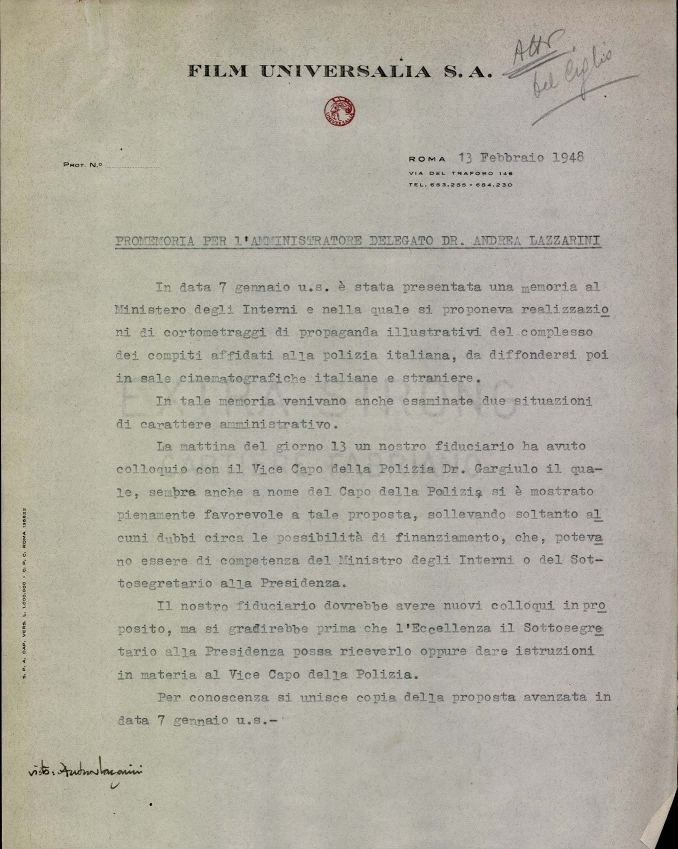 FILM UNIVERSALIA S. A.
Del Ciglio
PROT. N.º
ROMA 13 Febbraio 1948
VIA DEL TRAFORO 146
TEL. 683.255 - 684.230
PROMEMORIA PER l'AMMINISTRATORE DELEGATO DR. ANDREA LAZZARINI
In data 7 gennaio u.s. è stata presentata una memoria al
Ministero degli Interni e nella quale si proponeva realizzazio
ni di cortometraggi di propaganda illustrativi del complesso
dei compiti affidati alla polizia italiana, da diffondersi poi
in sale cinematografiche italiane e straniere.
In tale memoria venivano anche esaminate due situazioni
di carattere amministrativo.
La mattina del giorno 13 un nostro fiduciario ha avuto
colloquio con il Vice Capo della Polizia Dr. Gargiulo il qua-
le, sembra anche a nome del Capo della Polizia si è mostrato
pienamente favorevole a tale proposta, sollevando soltanto al
cuni dubbi circa le possibilità di finanziamento, che, poteva
no essere di competenza del Ministro degli Interni o del Sot-
tosegretario alla Presidenza.
Il nostro fiduciario dovrebbe avere nuovi colloqui in pro
posito, ma si gradirebbe prima che l'Eccellenza il Sottosegre
tario alla Presidenza possa riceverlo oppure dare istruzioni
in materia al Vice Capo della Polizia.
Per conoscenza si unisce copia della proposta avanzata in
data 7 gennaio u.s.-
EXTRA STRONG
visto: